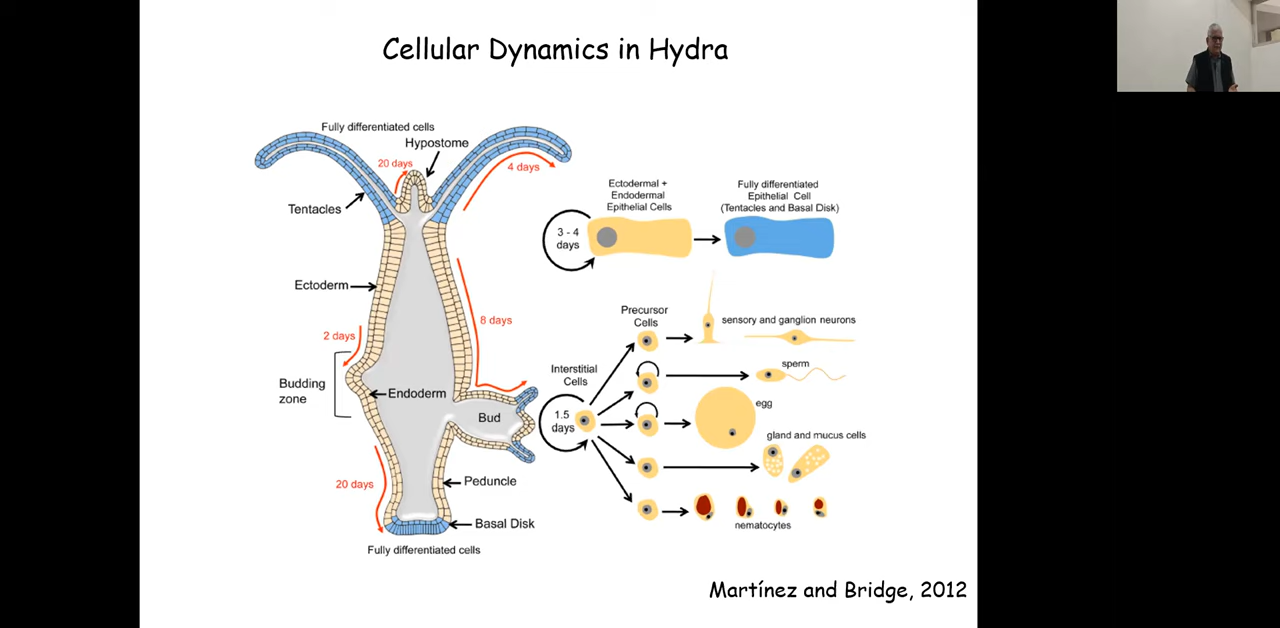 Cellular Dynamics in Hydra
Fully differentiated cells
Hypostome
20 days
4 days
Tentacles
Ectoderm
2 days
8 days
Budding
zone
Endoderm
Bud
20 days
Peduncle
Basal Disk
Fully differentiated cells
Ectodermal +
Endodermal
Epithelial Cells
Fully differentiated
Epithelial Cell
(Tentacles and Basal Disk)
3 - 4
days
Precursor
Cells
sensory and ganglion neurons
Interstitial
Cells
sperm
1.5
days
egg
gland and mucus cells
nematocytes
Martínez and Bridge, 2012